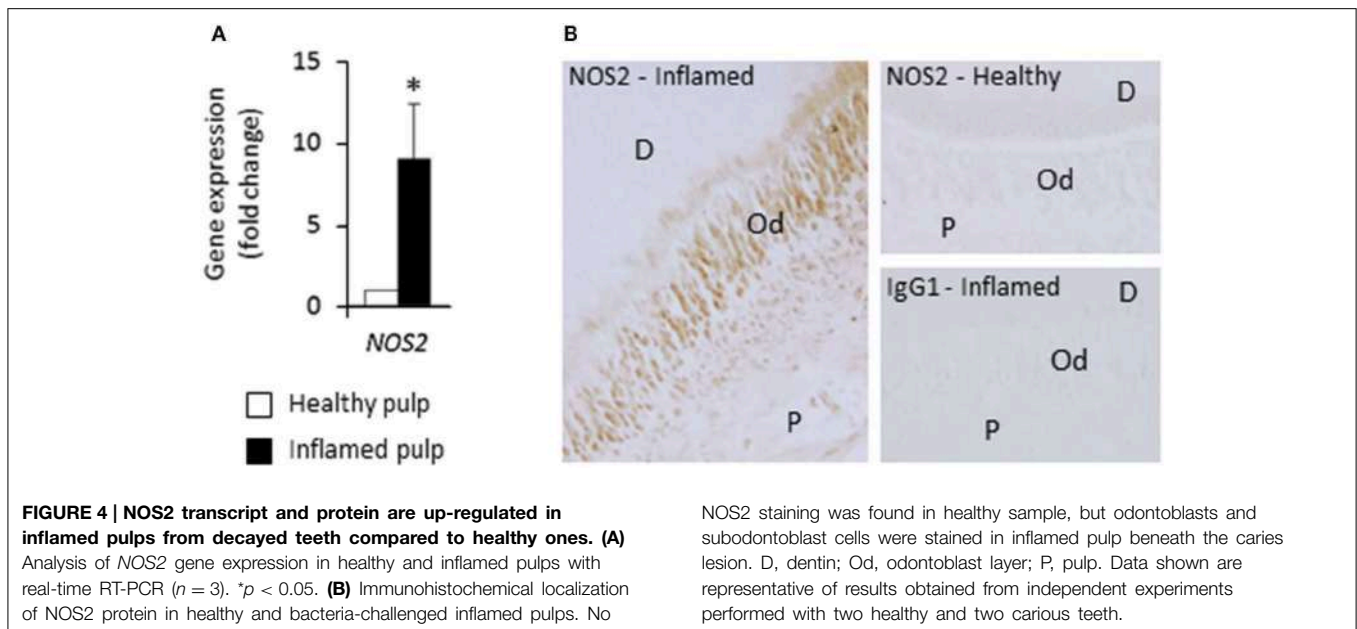 A
B
15
10
5
0
*
Gene expression
(fold change)
NOS2
Healthy pulp
Inflamed pulp
NOS2 - Inflamed
D
Od
P
NOS2 - Healthy
D
Od
P
IgG1 - Inflamed
D
Od
P
FIGURE 4 | NOS2 transcript and protein are up-regulated in
inflamed pulps from decayed teeth compared to healthy ones. (A)
Analysis of NOS2 gene expression in healthy and inflamed pulps with
real-time RT-PCR (n = 3). *p < 0.05. (B) Immunohistochemical localization
of NOS2 protein in healthy and bacteria-challenged inflamed pulps. No
NOS2 staining was found in healthy sample, but odontoblasts and
subodontoblast cells were stained in inflamed pulp beneath the caries
lesion. D, dentin; Od, odontoblast layer; P, pulp. Data shown are
representative of results obtained from independent experiments
performed with two healthy and two carious teeth.